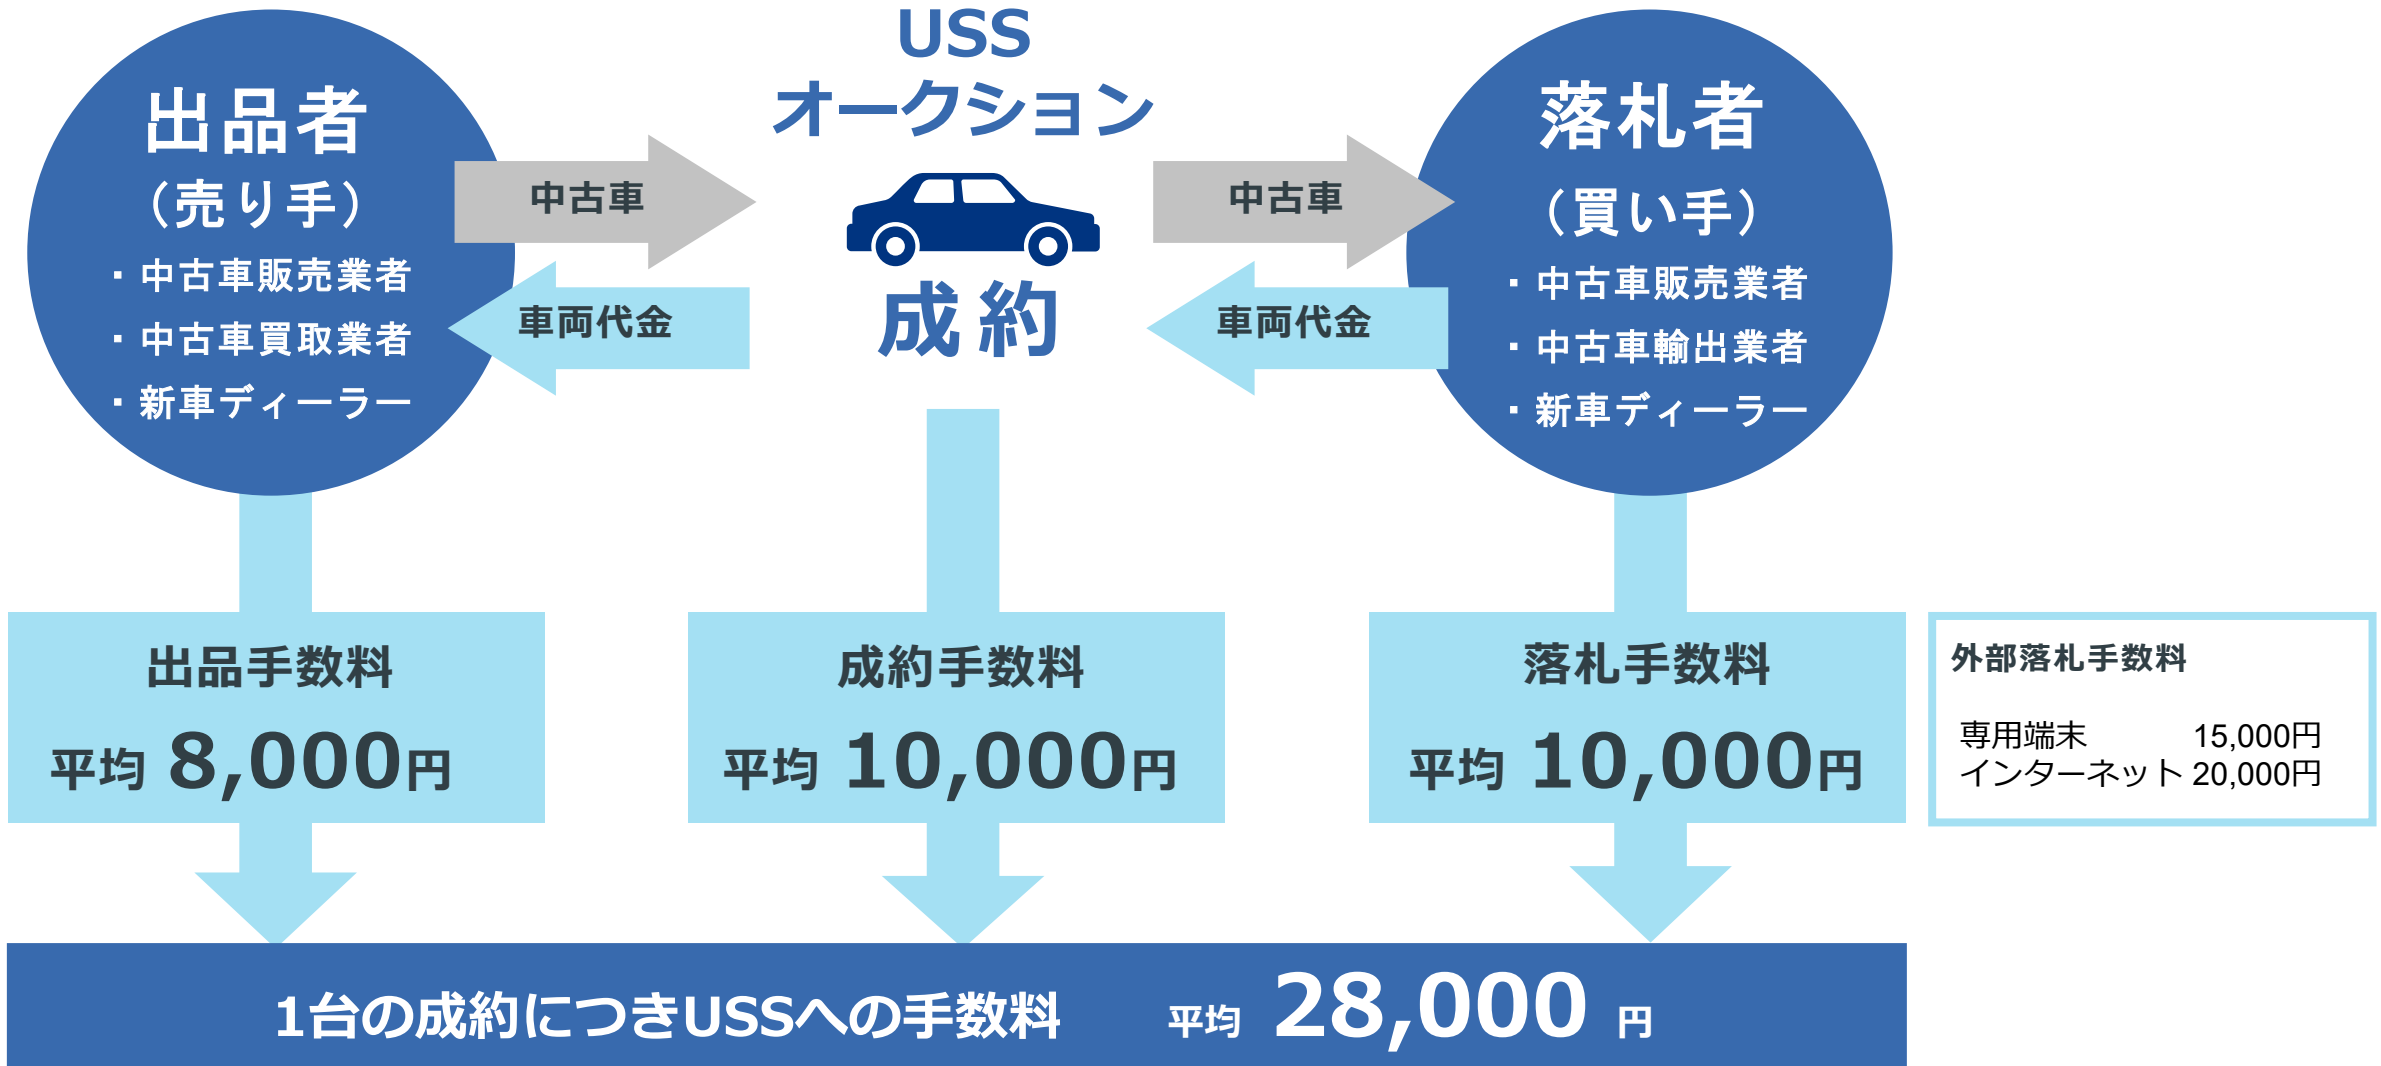 USS
オークション
出品者
（売り手）
・中古車販売業者
・中古車買取業者
・新車ディーラー
中古車
車両代金
成約
中古車
車両代金
落札者
（買い手）
・中古車販売業者
・中古車輸出業者
・新車ディーラー
出品手数料
平均 8,000円
成約手数料
平均 10,000円
落札手数料
平均 10,000円
外部落札手数料
専用端末 15,000円
インターネット 20,000円
1台の成約につきUSSへの手数料 平均 28,000 円